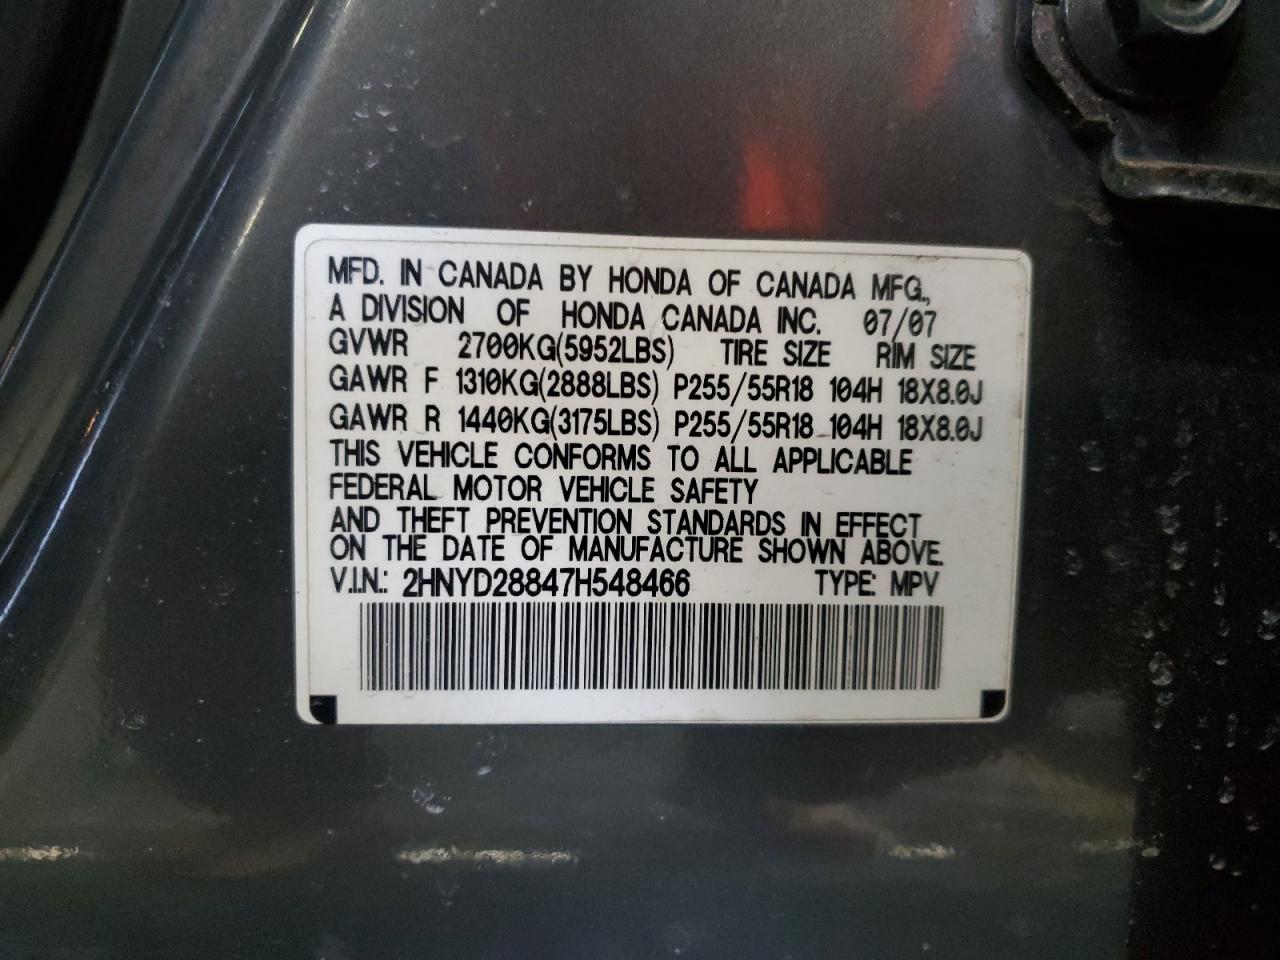 MFD. IN CANADA BY HONDA OF CANADA MFG.,
A DIVISION OF HONDA CANADA INC. 07/07
GVWR 2700KG(5952LBS) TIRE SIZE RIM SIZE
GAWR F 1310KG(2888LBS) P255/55R18 104H 18X8.0J
GAWR R 1440KG(3175LBS) P255/55R18 104H 18X8.0J
THIS VEHICLE CONFORMS TO ALL APPLICABLE
FEDERAL MOTOR VEHICLE SAFETY
AND THEFT PREVENTION STANDARDS IN EFFECT
ON THE DATE OF MANUFACTURE SHOWN ABOVE.
V.I.N.: 2HNYD28847H548466 TYPE: MPV